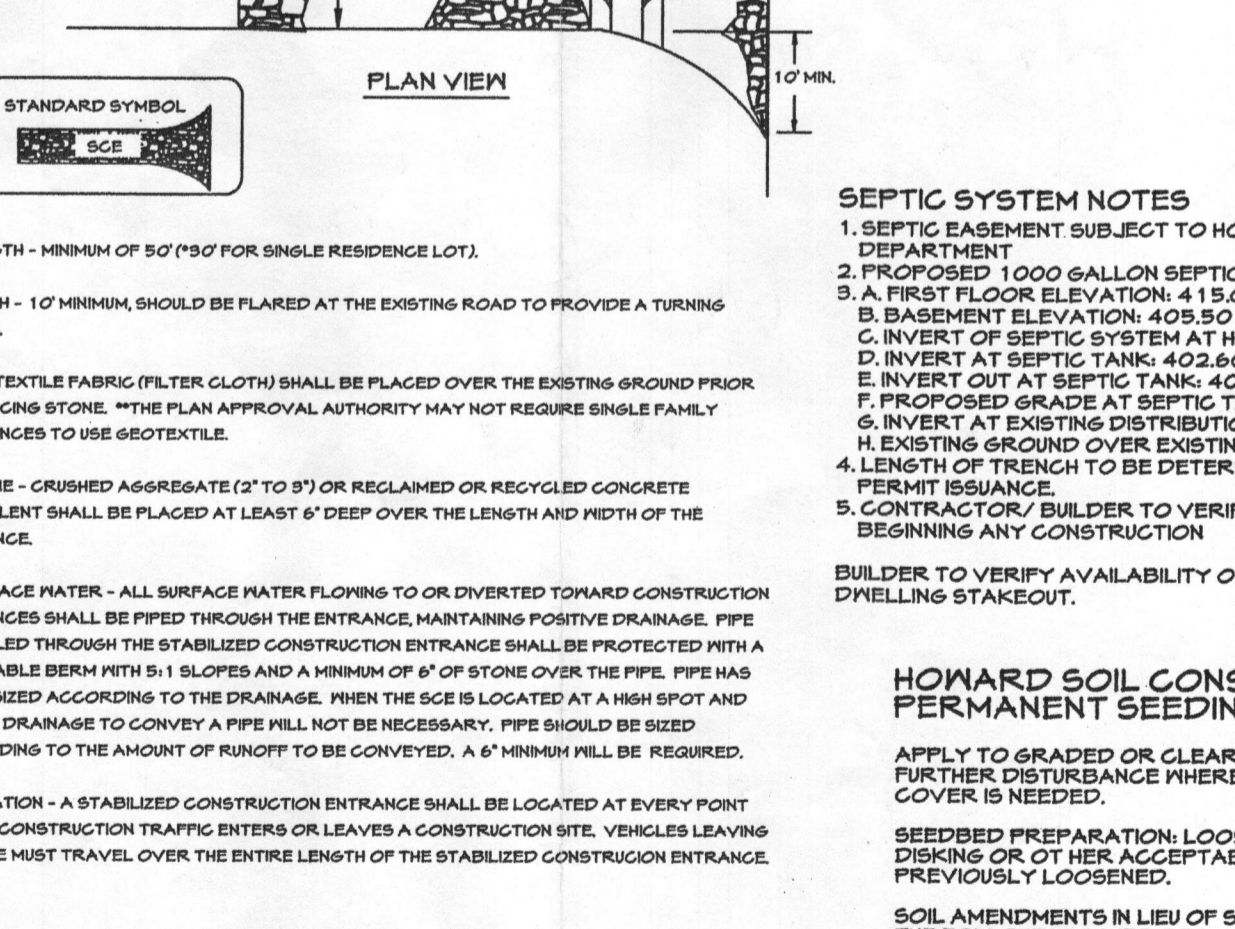 PLAN VIEW
10' MIN.
STANDARD SYMBOL
SCE
TH - MINIMUM OF 50' (*30' FOR SINGLE RESIDENCE LOT).
H - 10' MINIMUM, SHOULD BE FLARED AT THE EXISTING ROAD TO PROVIDE A TURNING
TEXTILE FABRIC (FILTER CLOTH) SHALL BE PLACED OVER THE EXISTING GROUND PRIOR
CING STONE. **THE PLAN APPROVAL AUTHORITY MAY NOT REQUIRE SINGLE FAMILY
NCES TO USE GEOTEXTILE.
E - CRUSHED AGGREGATE (2" TO 3") OR RECLAIMED OR RECYCLED CONCRETE
LENT SHALL BE PLACED AT LEAST 6" DEEP OVER THE LENGTH AND WIDTH OF THE
NCE.
ACE WATER - ALL SURFACE WATER FLOWING TO OR DIVERTED TOWARD CONSTRUCTION
NCES SHALL BE PIPED THROUGH THE ENTRANCE, MAINTAINING POSITIVE DRAINAGE. PIPE
LED THROUGH THE STABILIZED CONSTRUCTION ENTRANCE SHALL BE PROTECTED WITH A
ABLE BERM WITH 5:1 SLOPES AND A MINIMUM OF 6" OF STONE OVER THE PIPE. PIPE HAS
SIZED ACCORDING TO THE DRAINAGE. WHEN THE SCE IS LOCATED AT A HIGH SPOT AND
DRAINAGE TO CONVEY A PIPE WILL NOT BE NECESSARY. PIPE SHOULD BE SIZED
DING TO THE AMOUNT OF RUNOFF TO BE CONVEYED. A 6" MINIMUM WILL BE REQUIRED.
ATION - A STABILIZED CONSTRUCTION ENTRANCE SHALL BE LOCATED AT EVERY POINT
CONSTRUCTION TRAFFIC ENTERS OR LEAVES A CONSTRUCTION SITE. VEHICLES LEAVING
E MUST TRAVEL OVER THE ENTIRE LENGTH OF THE STABILIZED CONSTRUCION ENTRANCE.
SEPTIC SYSTEM NOTES
1. SEPTIC EASEMENT SUBJECT TO HO
DEPARTMENT
2. PROPOSED 1000 GALLON SEPTIC
3. A. FIRST FLOOR ELEVATION: 415.
B. BASEMENT ELEVATION: 405.50
C. INVERT OF SEPTIC SYSTEM AT H
D. INVERT AT SEPTIC TANK: 402.6
E. INVERT OUT AT SEPTIC TANK: 40
F. PROPOSED GRADE AT SEPTIC T
G. INVERT AT EXISTING DISTRIBUTIO
H. EXISTING GROUND OVER EXISTIN
4. LENGTH OF TRENCH TO BE DETER
PERMIT ISSUANCE.
5. CONTRACTOR/ BUILDER TO VERIF
BEGINNING ANY CONSTRUCTION
BUILDER TO VERIFY AVAILABILITY O
DWELLING STAKEOUT.
HOWARD SOIL CONS
PERMANENT SEEDIN
APPLY TO GRADED OR CLEAR
FURTHER DISTURBANCE WHERE
COVER IS NEEDED.
SEEDBED PREPARATION: LOOS
DISKING OR OT HER ACCEPTAB
PREVIOUSLY LOOSENED.
SOIL AMENDMENTS IN LIEU OF S